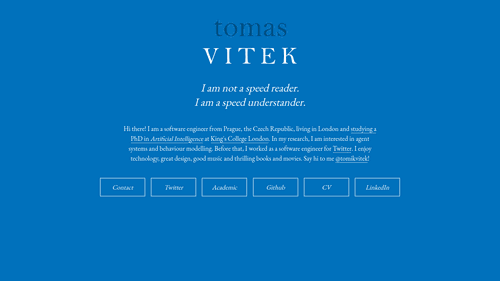 tomas
VITEK
I am not a speed reader.
I am a speed understander.
Hi there! I am a software engineer from Prague, the Czech Republic, living in London and studying a
PhD in Artificial Intelligence at King's College London. In my research, I am interested in agent
systems and behaviour modelling. Before that, I worked as a software engineer for Twitter. I enjoy
technology, great design, good music and thrilling books and movies. Say hi to me @tomikvitek!
Contact
Twitter
Academic
Github
CV
LinkedIn